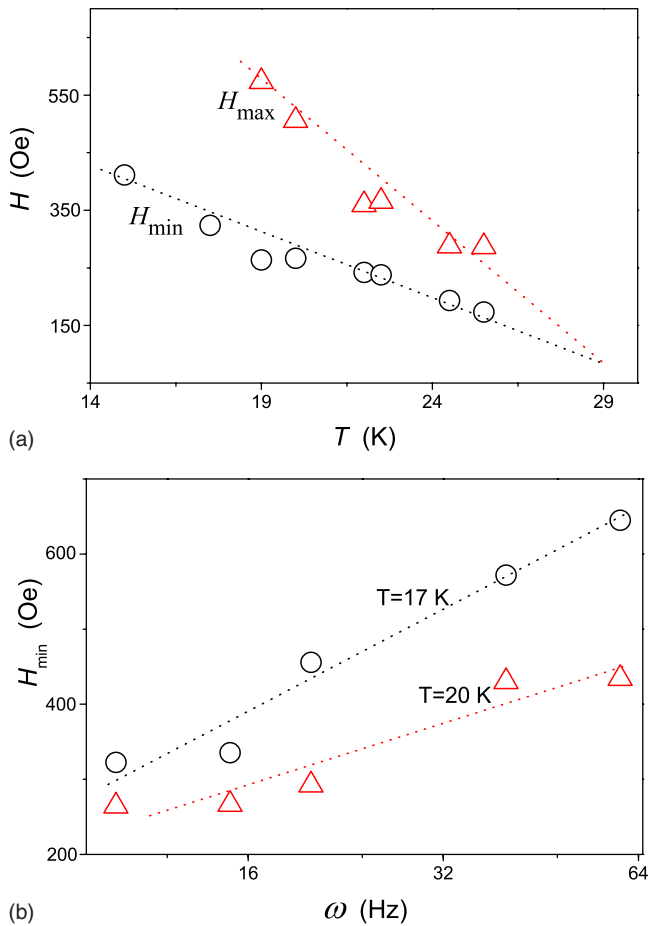 550
350
150
H (Oe)
H_max
H_min
14
19
24
29
(a)
T (K)
600
400
200
H_min (Oe)
T=17 K
T=20 K
16
32
64
(b)
ω (Hz)